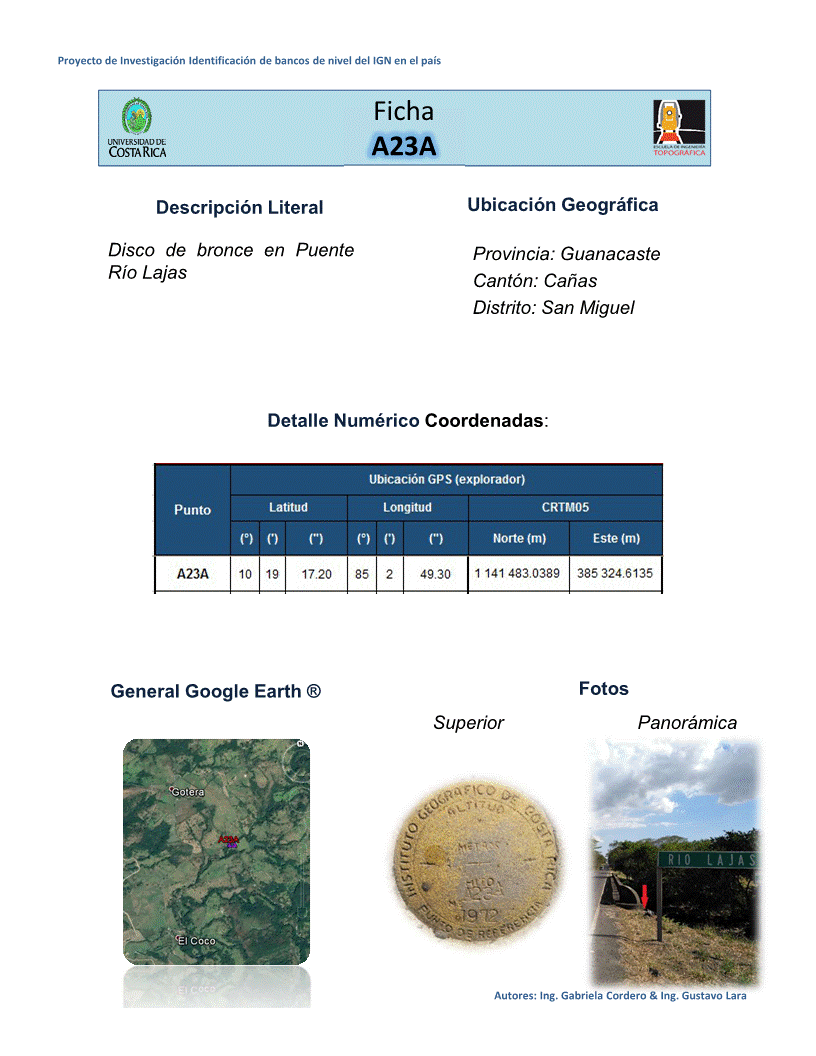 Proyecto de Investigación Identificación de bancos de nivel del IGN en el país
UNIVERSIDAD DE
COSTA RICA
Ficha
A23A
ESCUELA DE INGENIERÍA
TOPOGRÁFICA
Descripción Literal
Disco de bronce en Puente
Río Lajas
Ubicación Geográfica
Provincia: Guanacaste
Cantón: Cañas
Distrito: San Miguel
Detalle Numérico Coordenadas:
Punto
Ubicación GPS (explorador)
Latitud Longitud CRTM05
(°) (') (") (°) (') (") Norte (m) Este (m)
A23A 10 19 17.20 85 2 49.30 1 141 483.0389 385 324.6135
General Google Earth ®
Gotera
A23A
El Coco
Fotos
Superior
INSTITUTO GEOGRAFICO DE COSTA RICA
ALTITUD
METROS
1972
PUNTO DE REFERENCIA
Panorámica
RIO LAJAS
Autores: Ing. Gabriela Cordero & Ing. Gustavo Lara